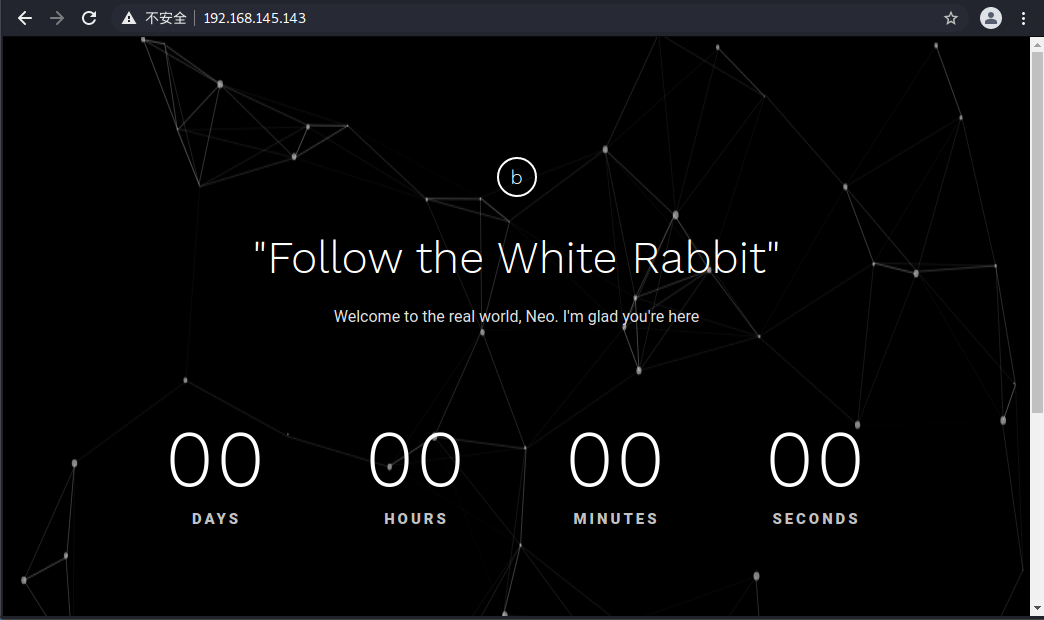 不安全 192.168.145.143
b
"Follow the White Rabbit"
Welcome to the real world, Neo. I'm glad you're here
00 00 00 00
DAYS HOURS MINUTES SECONDS